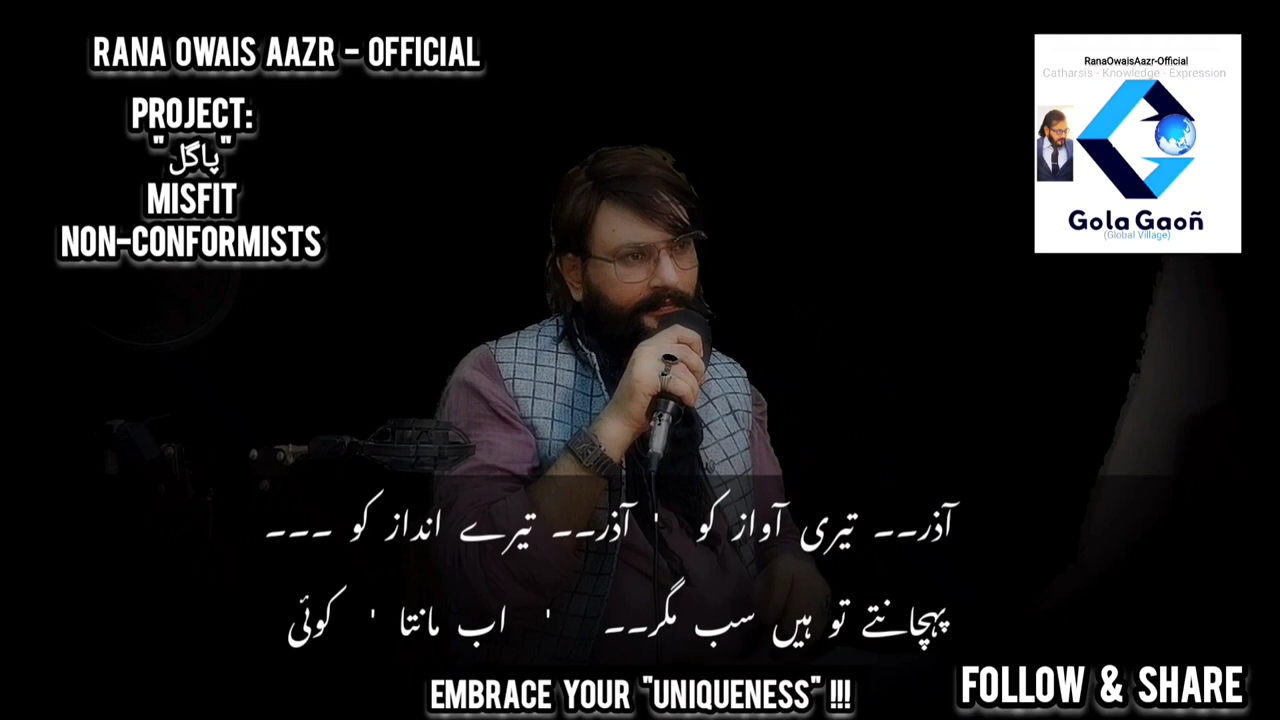 RANA OWAIS AAZR - OFFICIAL
PROJECT:
"پاگل"
MISFIT
NON-CONFORMISTS
RanaOwaisAazr-Official
Catharsis - Knowledge - Expression
Gola Gaoñ
(Global Village)
آذر۔۔ تیری آواز کو ' آذر۔۔ تیرے انداز کو ۔۔۔
پہچانتے تو ہیں سب مگر۔۔ ' اب مانتا ' کوئی
EMBRACE YOUR "UNIQUENESS" !!!
FOLLOW & SHARE